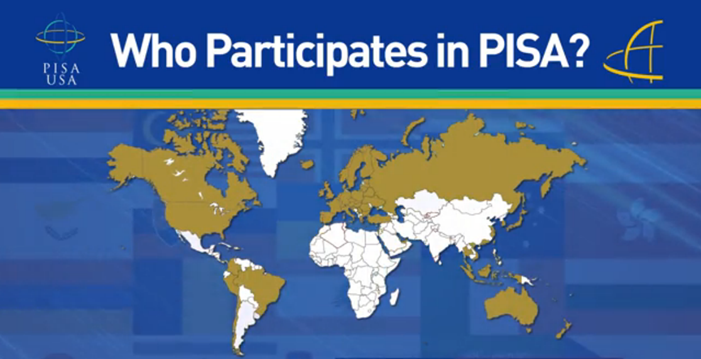 Who Participates in PISA?
PISA
USA